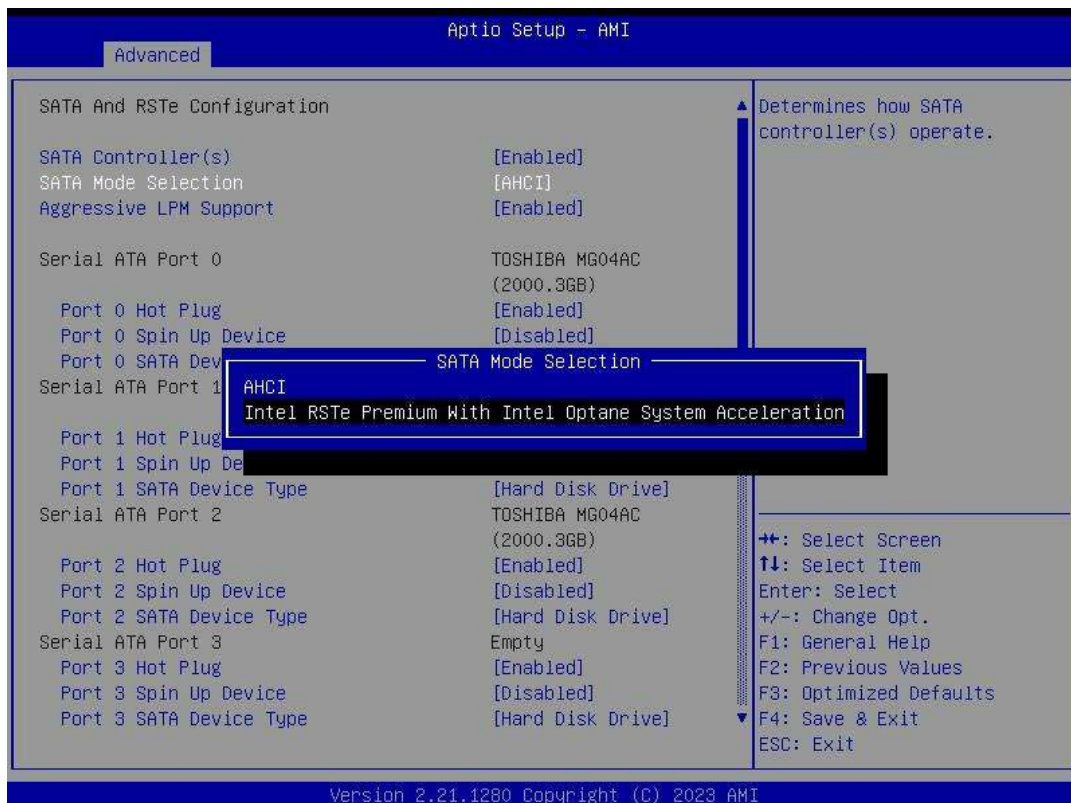 Aptio Setup - AMI
Advanced
SATA And RSTe Configuration
SATA Controller(s) [Enabled]
SATA Mode Selection [AHCI]
Aggressive LPM Support [Enabled]
Serial ATA Port 0 TOSHIBA MG04AC
(2000.3GB)
Port 0 Hot Plug [Enabled]
Port 0 Spin Up Device [Disabled]
Port 0 SATA Dev
Serial ATA Port 1
Port 1 Hot Plug
Port 1 Spin Up De
SATA Mode Selection
AHCI
Intel RSTe Premium With Intel Optane System Acceleration
Port 1 SATA Device Type [Hard Disk Drive]
Serial ATA Port 2 TOSHIBA MG04AC
(2000.3GB)
Port 2 Hot Plug [Enabled]
Port 2 Spin Up Device [Disabled]
Port 2 SATA Device Type [Hard Disk Drive]
Serial ATA Port 3 Empty
Port 3 Hot Plug [Enabled]
Port 3 Spin Up Device [Disabled]
Port 3 SATA Device Type [Hard Disk Drive]
Determines how SATA
controller(s) operate.
→←: Select Screen
↑↓: Select Item
Enter: Select
+/-: Change Opt.
F1: General Help
F2: Previous Values
F3: Optimized Defaults
F4: Save & Exit
ESC: Exit
Version 2.21.1280 Copyright (C) 2023 AMI